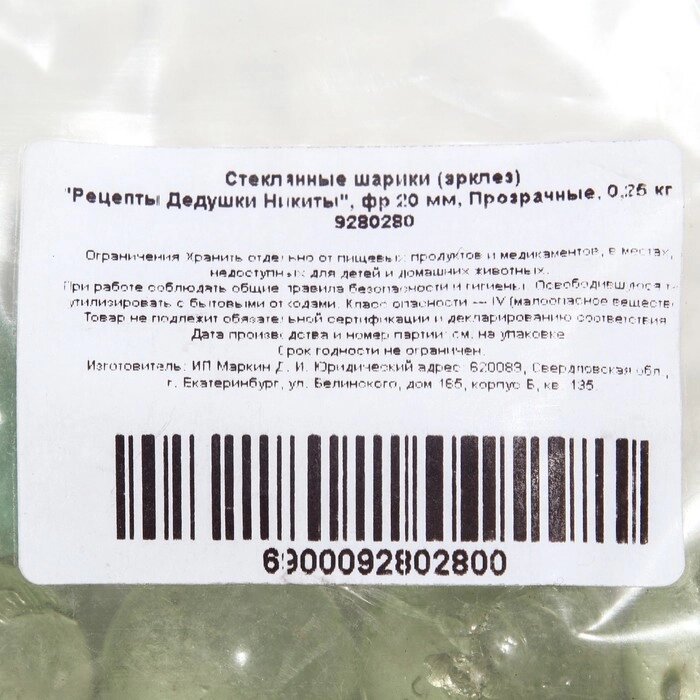 Стеклянные шарики (эрклез)
"Рецепты Дедушки Никиты", фр 20 мм, Прозрачные, 0,25 кг
9280280
Ограничения Хранить отдельно от пищевых продуктов и медикаментов, в местах,
недоступных для детей и домашних животных.
При работе соблюдать общие правила безопасности и гигиены. Освободившуюся
утилизировать с бытовыми отходами. Класс опасности — IV (малоопасное веществ
Товар не подлежит обязательной сертификации и декларированию соответствия
Дата производства и номер партии: см. на упаковке
Срок годности не ограничен.
Изготовитель: ИП Маркин Д. И. Юридический адрес: 620089, Свердловская обл.,
г. Екатеринбург, ул. Белинского, дом 165, корпус Б, кв. 195
6900092802800